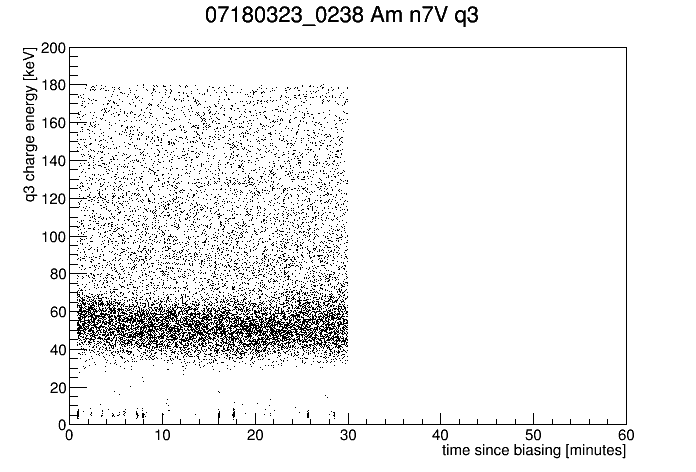 07180323_0238 Am n7V q3
q3 charge energy [keV]
200
180
160
140
120
100
80
60
40
20
0
0 10 20 30 40 50 60
time since biasing [minutes]